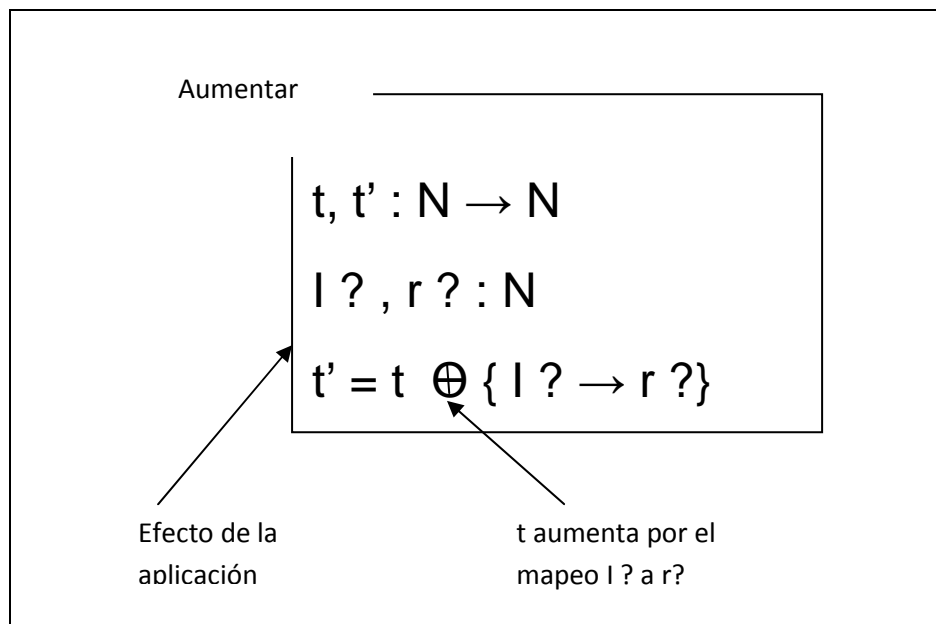 Aumentar
t, t’ : N → N
I ? , r ? : N
t’ = t ⊕ { I ? → r ?}
Efecto de la
aplicación
t aumenta por el
mapeo I ? a r?